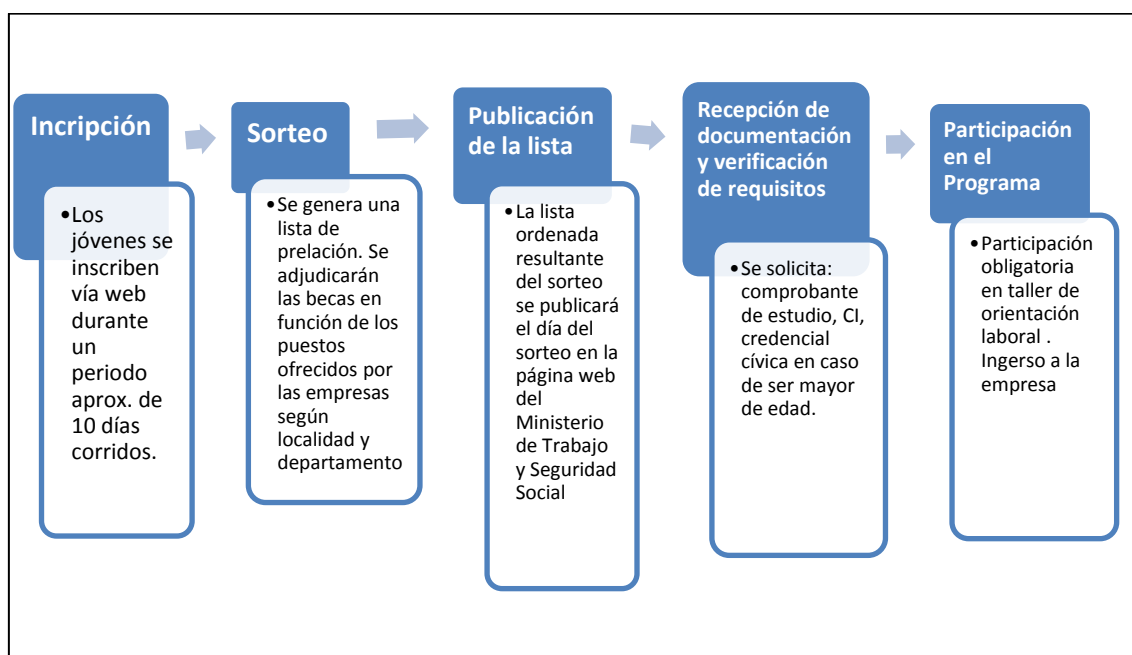 Incripción
•Los
jóvenes se
inscriben
vía web
durante
un
periodo
aprox. de
10 días
corridos.
Sorteo
•Se genera una
lista de
prelación. Se
adjudicarán
las becas en
función de los
puestos
ofrecidos por
las empresas
según
localidad y
departamento
Publicación
de la lista
•La lista
ordenada
resultante
del sorteo
se publicará
el día del
sorteo en la
página web
del
Ministerio
de Trabajo
y Seguridad
Social
Recepción de
documentación
y verificación
de requisitos
•Se solicita:
comprobante
de estudio, CI,
credencial
cívica en caso
de ser mayor
de edad.
Participación
en el
Programa
•Participación
obligatoria
en taller de
orientación
laboral .
Ingerso a la
empresa